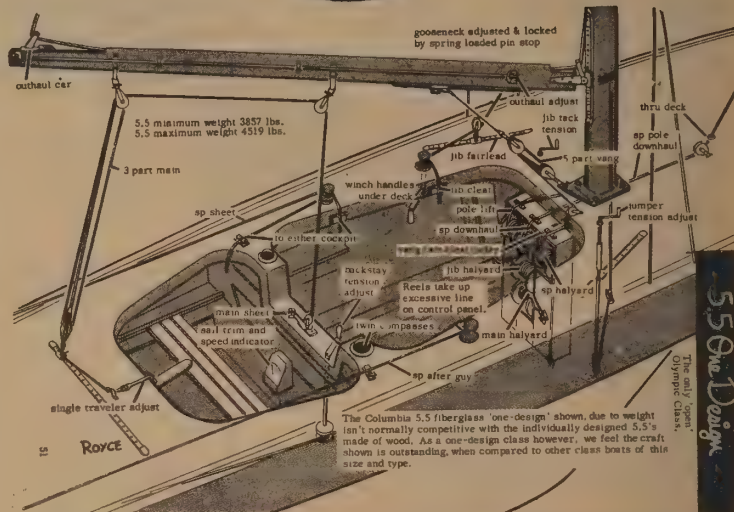 gooseneck adjusted & locked
by spring loaded pin stop
outhaul car
outhaul adjust
thru deck
jib tack
tension
sp pole
downhaul
5.5 minimum weight 3857 lbs.
5.5 maximum weight 4519 lbs.
3 part main
jib fairlead
5 part vang
winch handles
under deck
jib cleat
pole lift
sp sheet
jumper
tension adjust
sp downhaul
to either cockpit
jib halyard
backstay
tension
adjust
Reels take up
excessive line
on control panel.
sp halyard
main sheet
sail trim and
speed indicator
twin compasses
main halyard
sp after guy
single traveler adjust
5.5 One Design
The only 'open'
Olympic Class.
The Columbia 5.5 fiberglass 'one-design' shown, due to weight
isn't normally competitive with the individually designed 5.5's
made of wood. As a one-design class however, we feel the craft
shown is outstanding, when compared to other class boats of this
size and type.
51
ROYCE